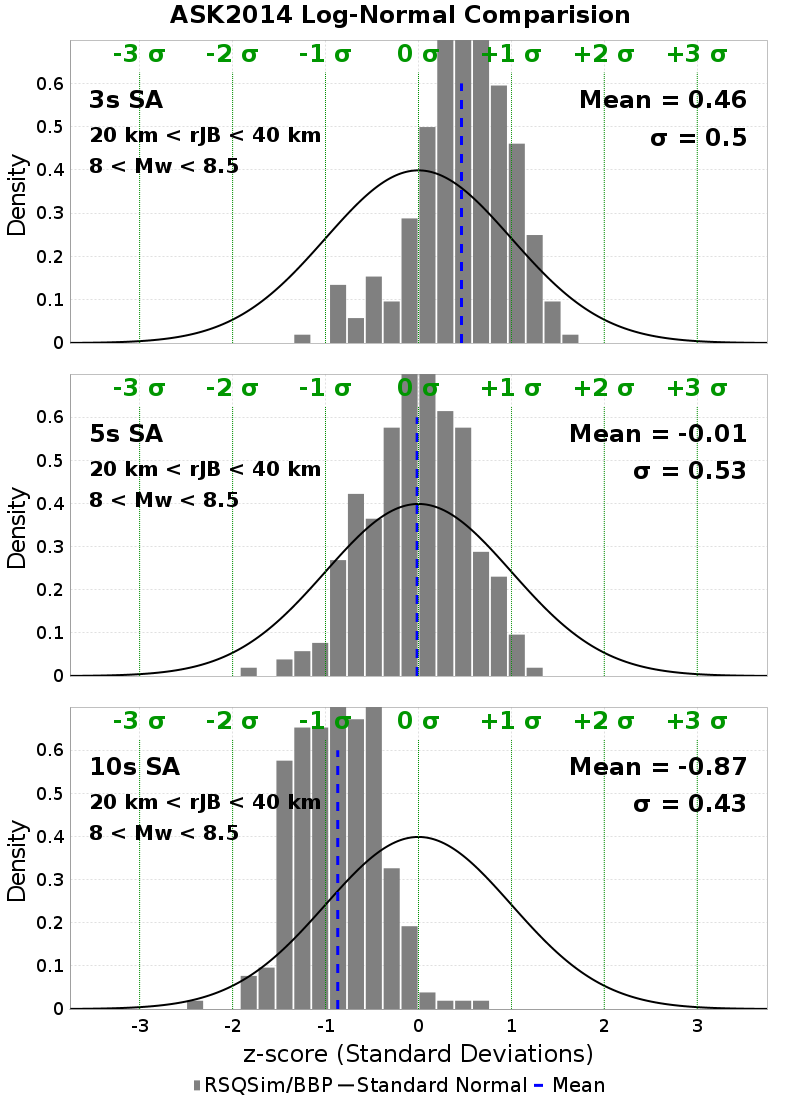 ASK2014 Log-Normal Comparision
-3 σ -2 σ -1 σ 0 σ +1 σ +2 σ +3 σ
3s SA
20 km < rJB < 40 km
8 < Mw < 8.5
Mean = 0.46
σ = 0.5
Density
0.6
0.5
0.4
0.3
0.2
0.1
0
-3 σ -2 σ -1 σ 0 σ +1 σ +2 σ +3 σ
5s SA
20 km < rJB < 40 km
8 < Mw < 8.5
Mean = -0.01
σ = 0.53
Density
0.6
0.5
0.4
0.3
0.2
0.1
0
-3 σ -2 σ -1 σ 0 σ +1 σ +2 σ +3 σ
10s SA
20 km < rJB < 40 km
8 < Mw < 8.5
Mean = -0.87
σ = 0.43
Density
0.6
0.5
0.4
0.3
0.2
0.1
0
-3 -2 -1 0 1 2 3
z-score (Standard Deviations)
RSQSim/BBP Standard Normal Mean